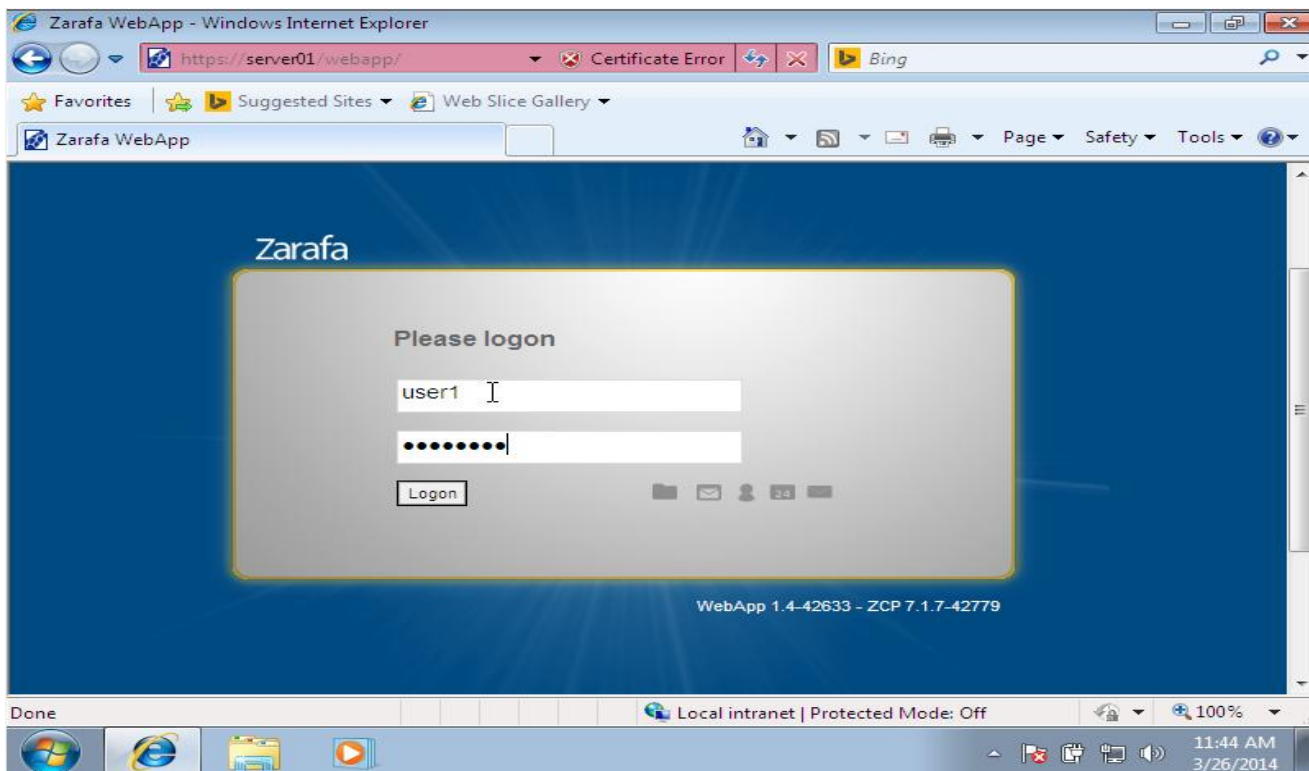 Zarafa WebApp - Windows Internet Explorer
https://server01/webapp/ Certificate Error Bing
Favorites Suggested Sites Web Slice Gallery
Zarafa WebApp Page Safety Tools
Zarafa
Please logon
user1
••••••••
Logon 24
WebApp 1.4-42633 - ZCP 7.1.7-42779
Done Local intranet | Protected Mode: Off 100%
11:44 AM
3/26/2014